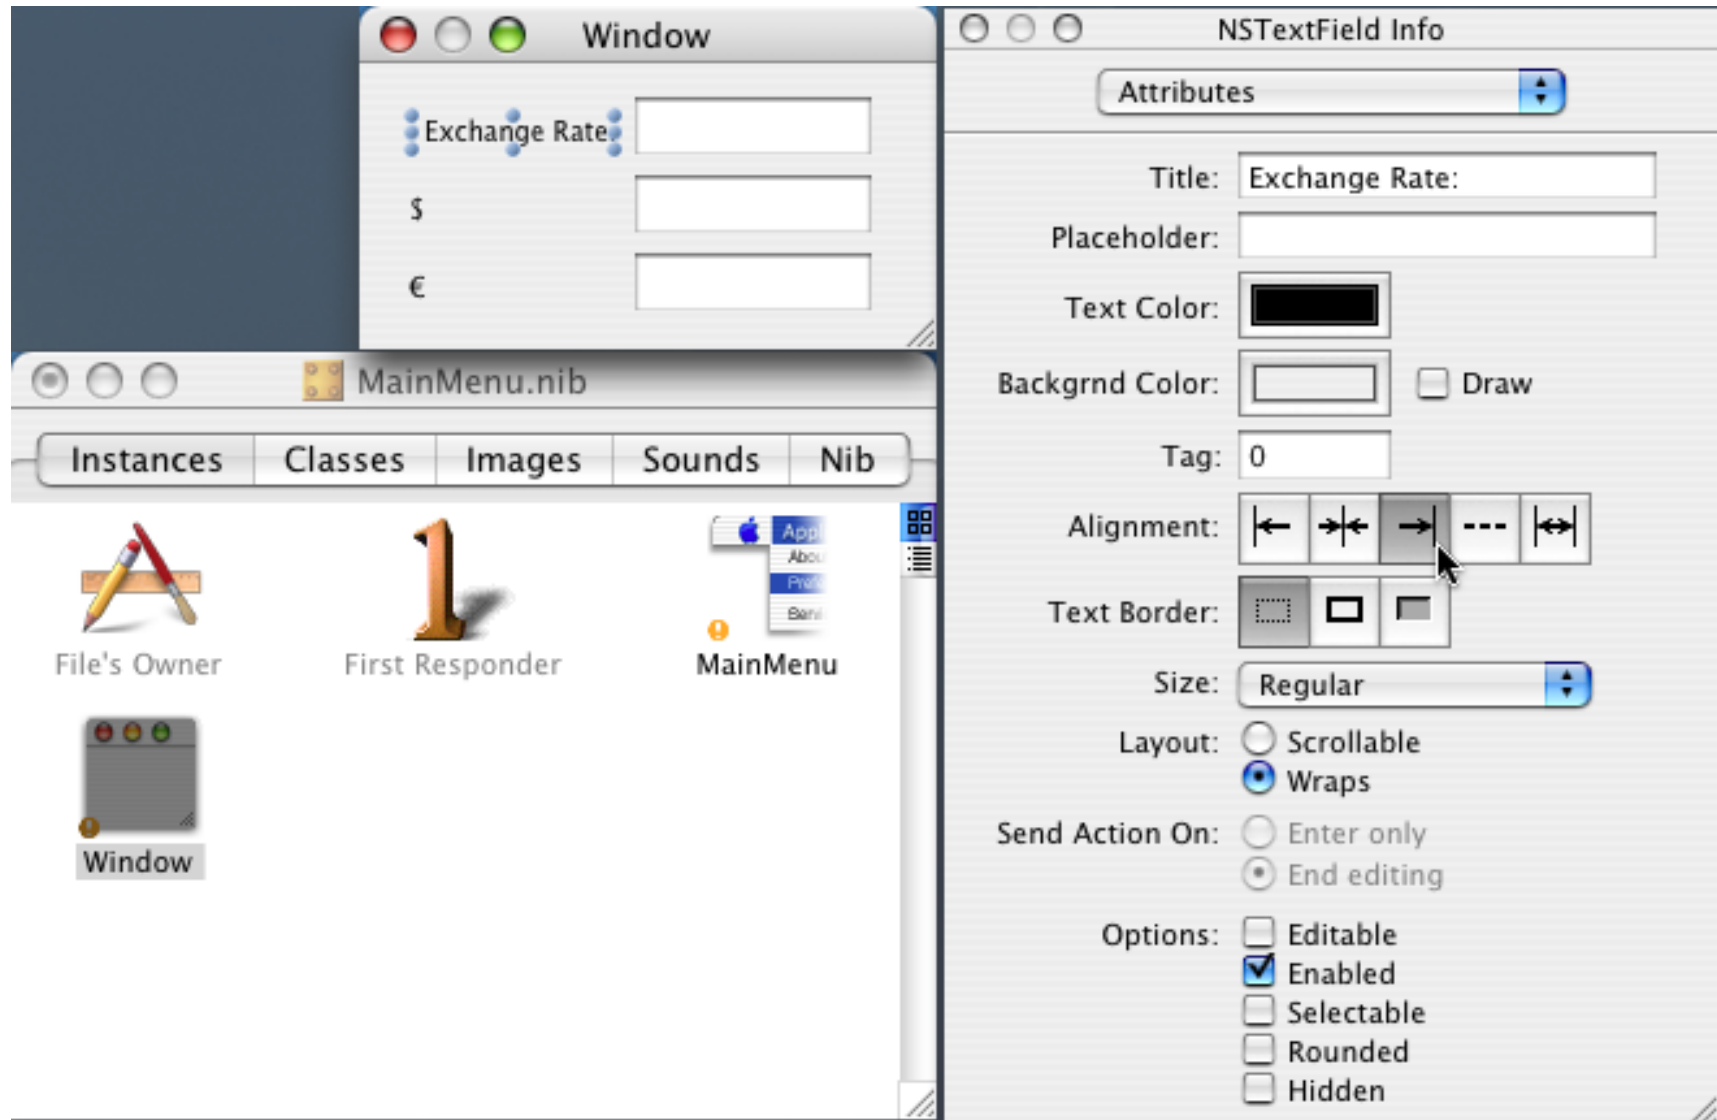 Window
Exchange Rate:
$
€
MainMenu.nib
Instances Classes Images Sounds Nib
File's Owner
First Responder
MainMenu
Window
NSTextField Info
Attributes
Title: Exchange Rate:
Placeholder:
Text Color:
Backgrnd Color: Draw
Tag: 0
Alignment:
Text Border:
Size: Regular
Layout: Scrollable
Wraps
Send Action On: Enter only
End editing
Options: Editable
Enabled
Selectable
Rounded
Hidden